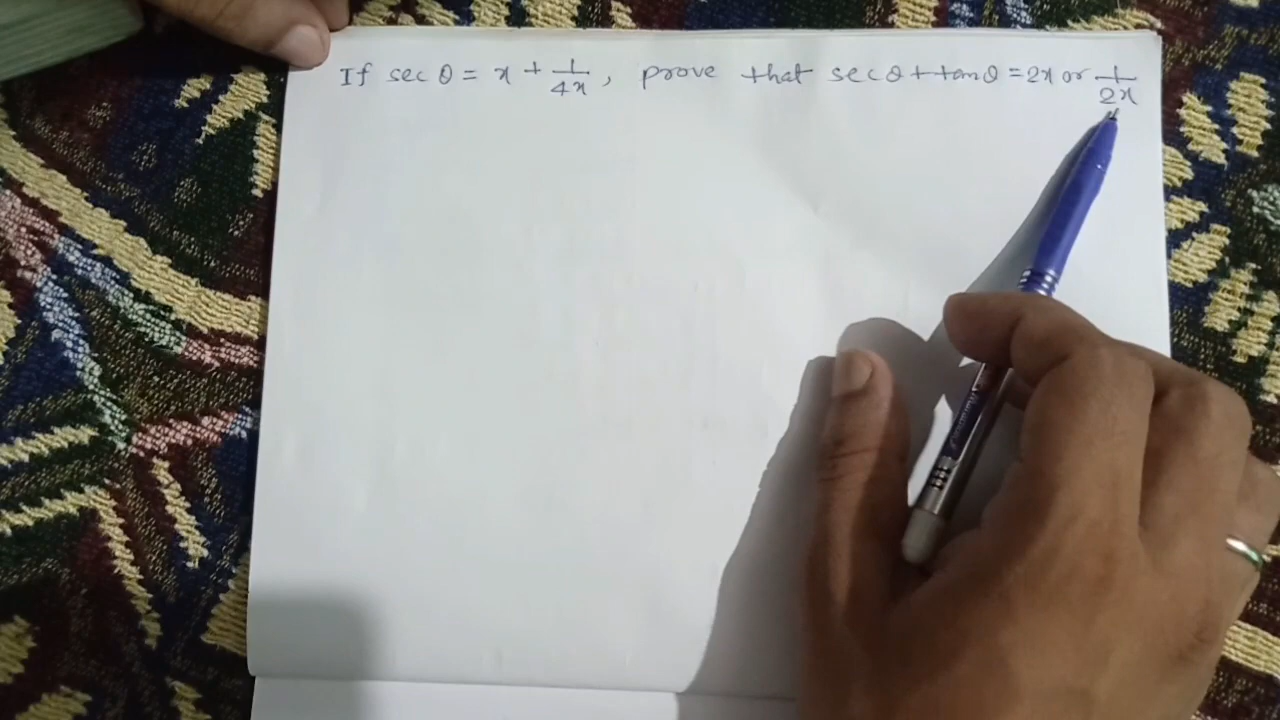 If sec θ = x + 1/4x, prove that secθ + tanθ = 2x or 1/2x